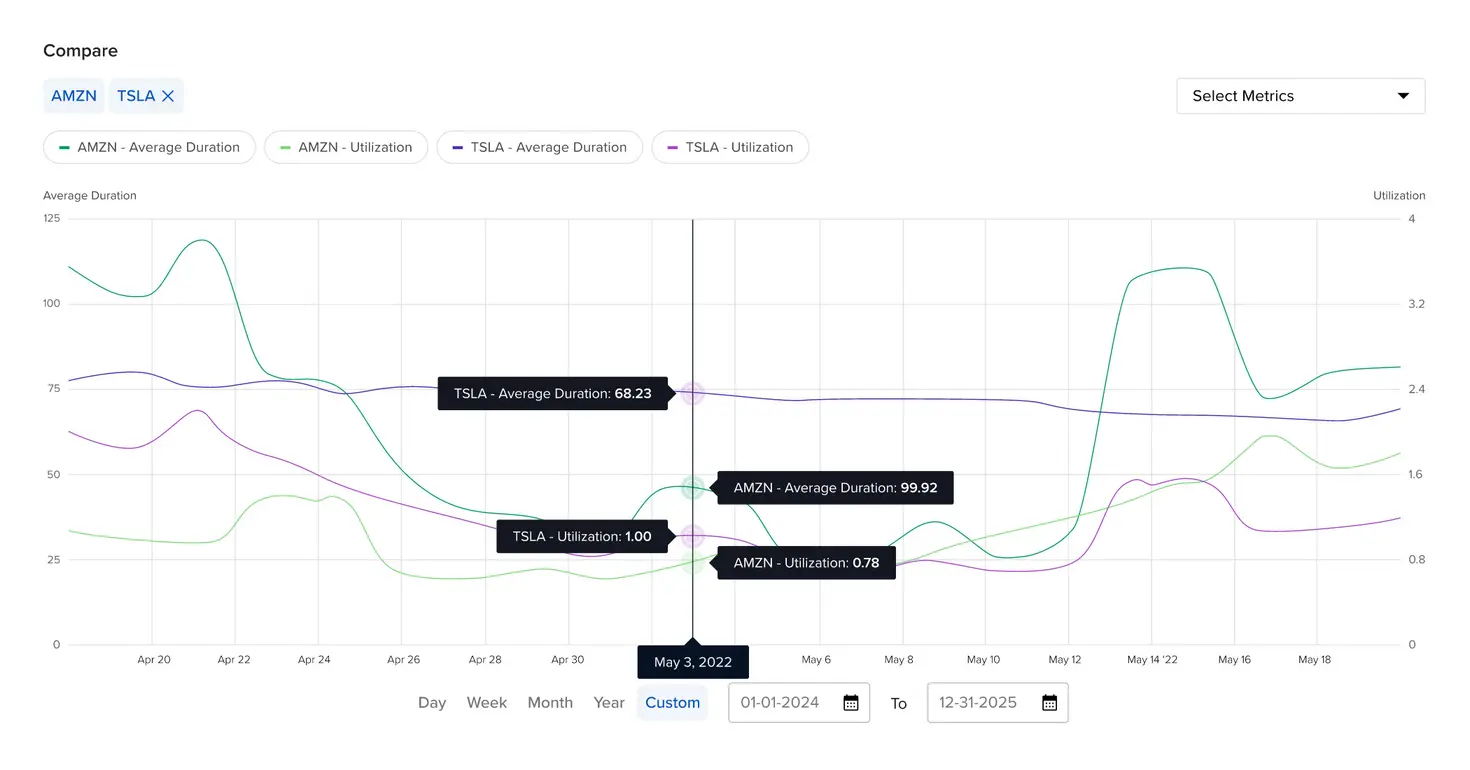 Compare
AMZN TSLA
Select Metrics
AMZN - Average Duration AMZN - Utilization TSLA - Average Duration TSLA - Utilization
Average Duration Utilization
125 4
100 3.2
75 2.4
TSLA - Average Duration: 68.23
50 1.6
AMZN - Average Duration: 99.92
TSLA - Utilization: 1.00
25 0.8
AMZN - Utilization: 0.78
0 0
Apr 20 Apr 22 Apr 24 Apr 26 Apr 28 Apr 30 May 3, 2022 May 6 May 8 May 10 May 12 May 14 '22 May 16 May 18
Day Week Month Year Custom 01-01-2024 To 12-31-2025